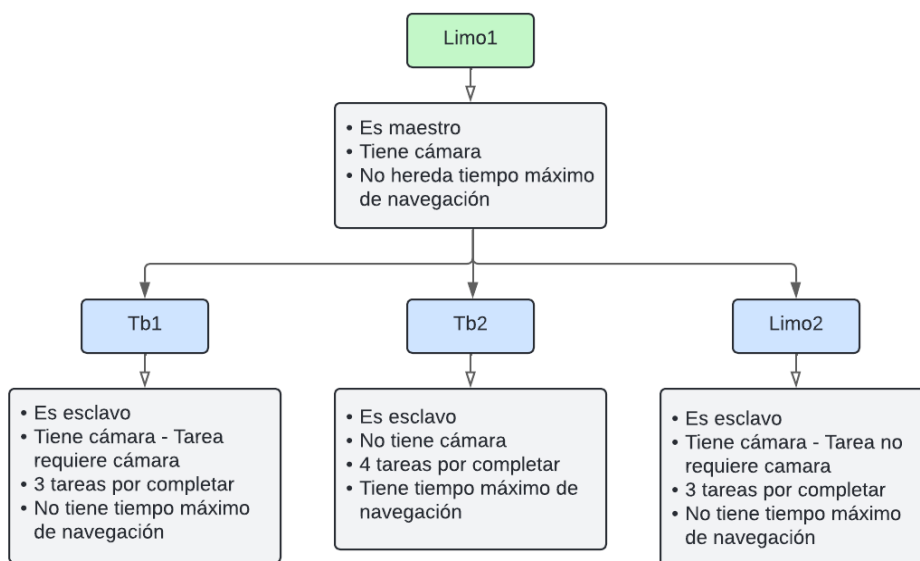 Limo1
• Es maestro
• Tiene cámara
• No hereda tiempo máximo
de navegación
Tb1
Tb2
Limo2
• Es esclavo
• Tiene cámara - Tarea
requiere cámara
• 3 tareas por completar
• No tiene tiempo máximo
de navegación
• Es esclavo
• No tiene cámara
• 4 tareas por completar
• Tiene tiempo máximo de
navegación
• Es esclavo
• Tiene cámara - Tarea no
requiere camara
• 3 tareas por completar
• No tiene tiempo máximo
de navegación